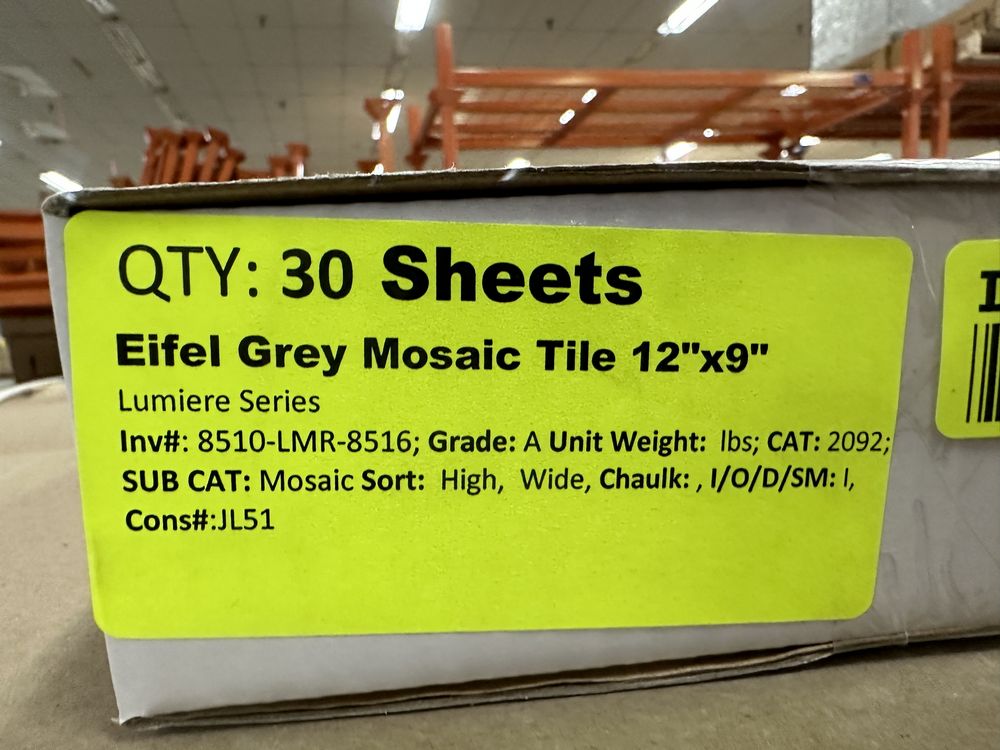 QTY: 30 Sheets
Eifel Grey Mosaic Tile 12"x9"
Lumiere Series
Inv#: 8510-LMR-8516; Grade: A Unit Weight:  lbs; CAT: 2092;
SUB CAT: Mosaic Sort:  High,  Wide, Chaulk: , I/O/D/SM: I,
Cons#:JL51